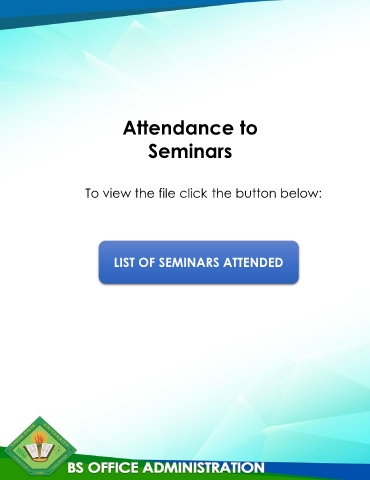 Attendance to
Seminars
To view the file click the button below:
LIST OF SEMINARS ATTENDED
BS OFFICE ADMINISTRATION